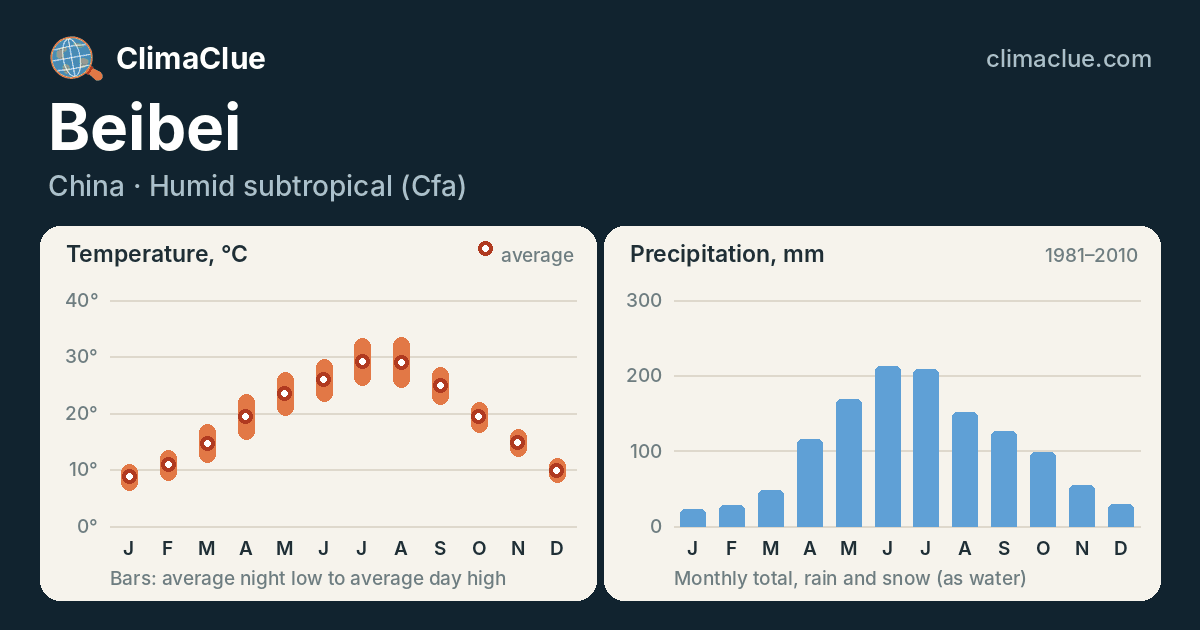 ClimaClue
climaclue.com
Beibei
China · Humid subtropical (Cfa)
Temperature, °C
average
40°
30°
20°
10°
0°
J F M A M J J A S O N D
Bars: average night low to average day high
Precipitation, mm
1981–2010
300
200
100
0
J F M A M J J A S O N D
Monthly total, rain and snow (as water)